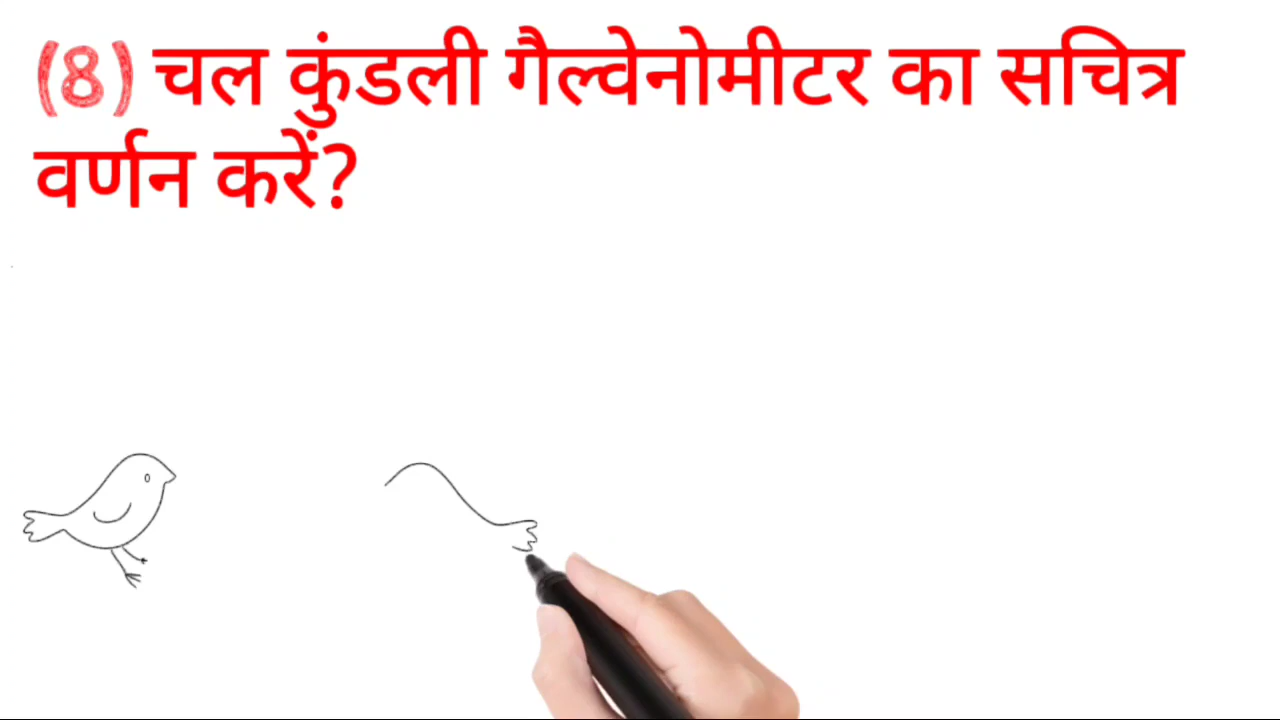 (8) चल कुंडली गैल्वेनोमीटर का सचित्र
वर्णन करें?